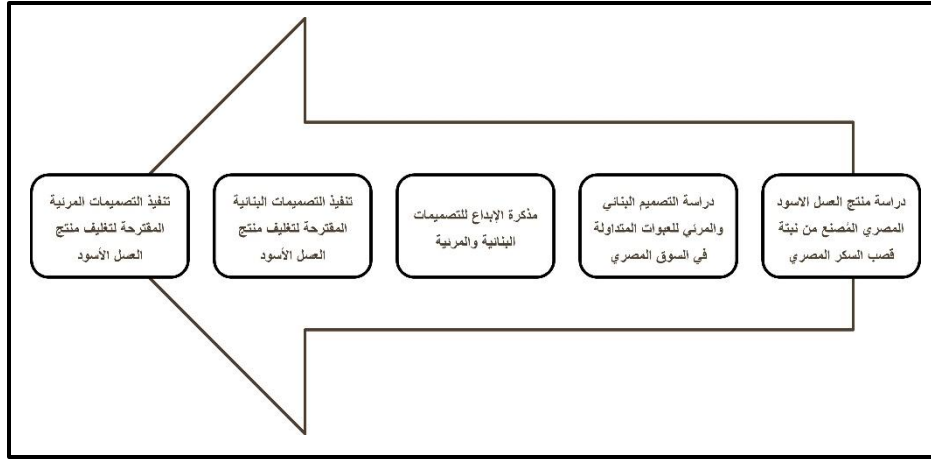 دراسة منتج العسل الاسود
المصري المُصنع من نبتة
قصب السكر المصري
دراسة التصميم البنائي
والمرئي للعبوات المتداولة
في السوق المصري
مذكرة الإبداع للتصميمات
البنائية والمرئية
تنفيذ التصميمات البنائية
المقترحة لتغليف منتج
العسل الأسود
تنفيذ التصميمات المرئية
المقترحة لتغليف منتج
العسل الأسود